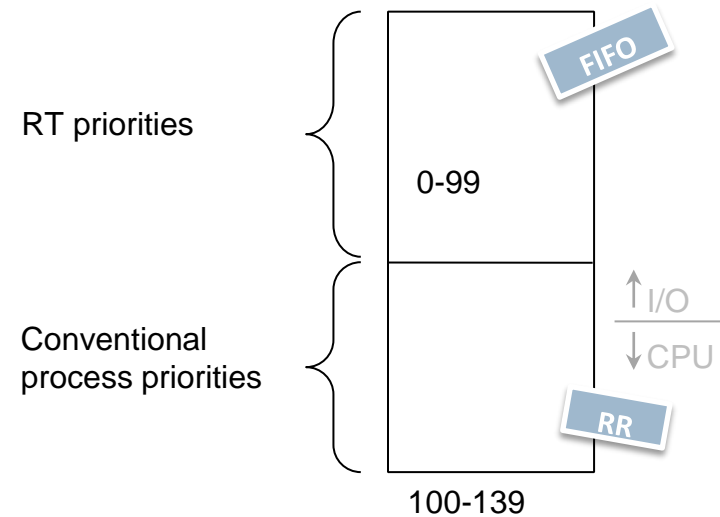 FIFO
RT priorities
0-99
I/O
Conventional
process priorities
CPU
RR
100-139